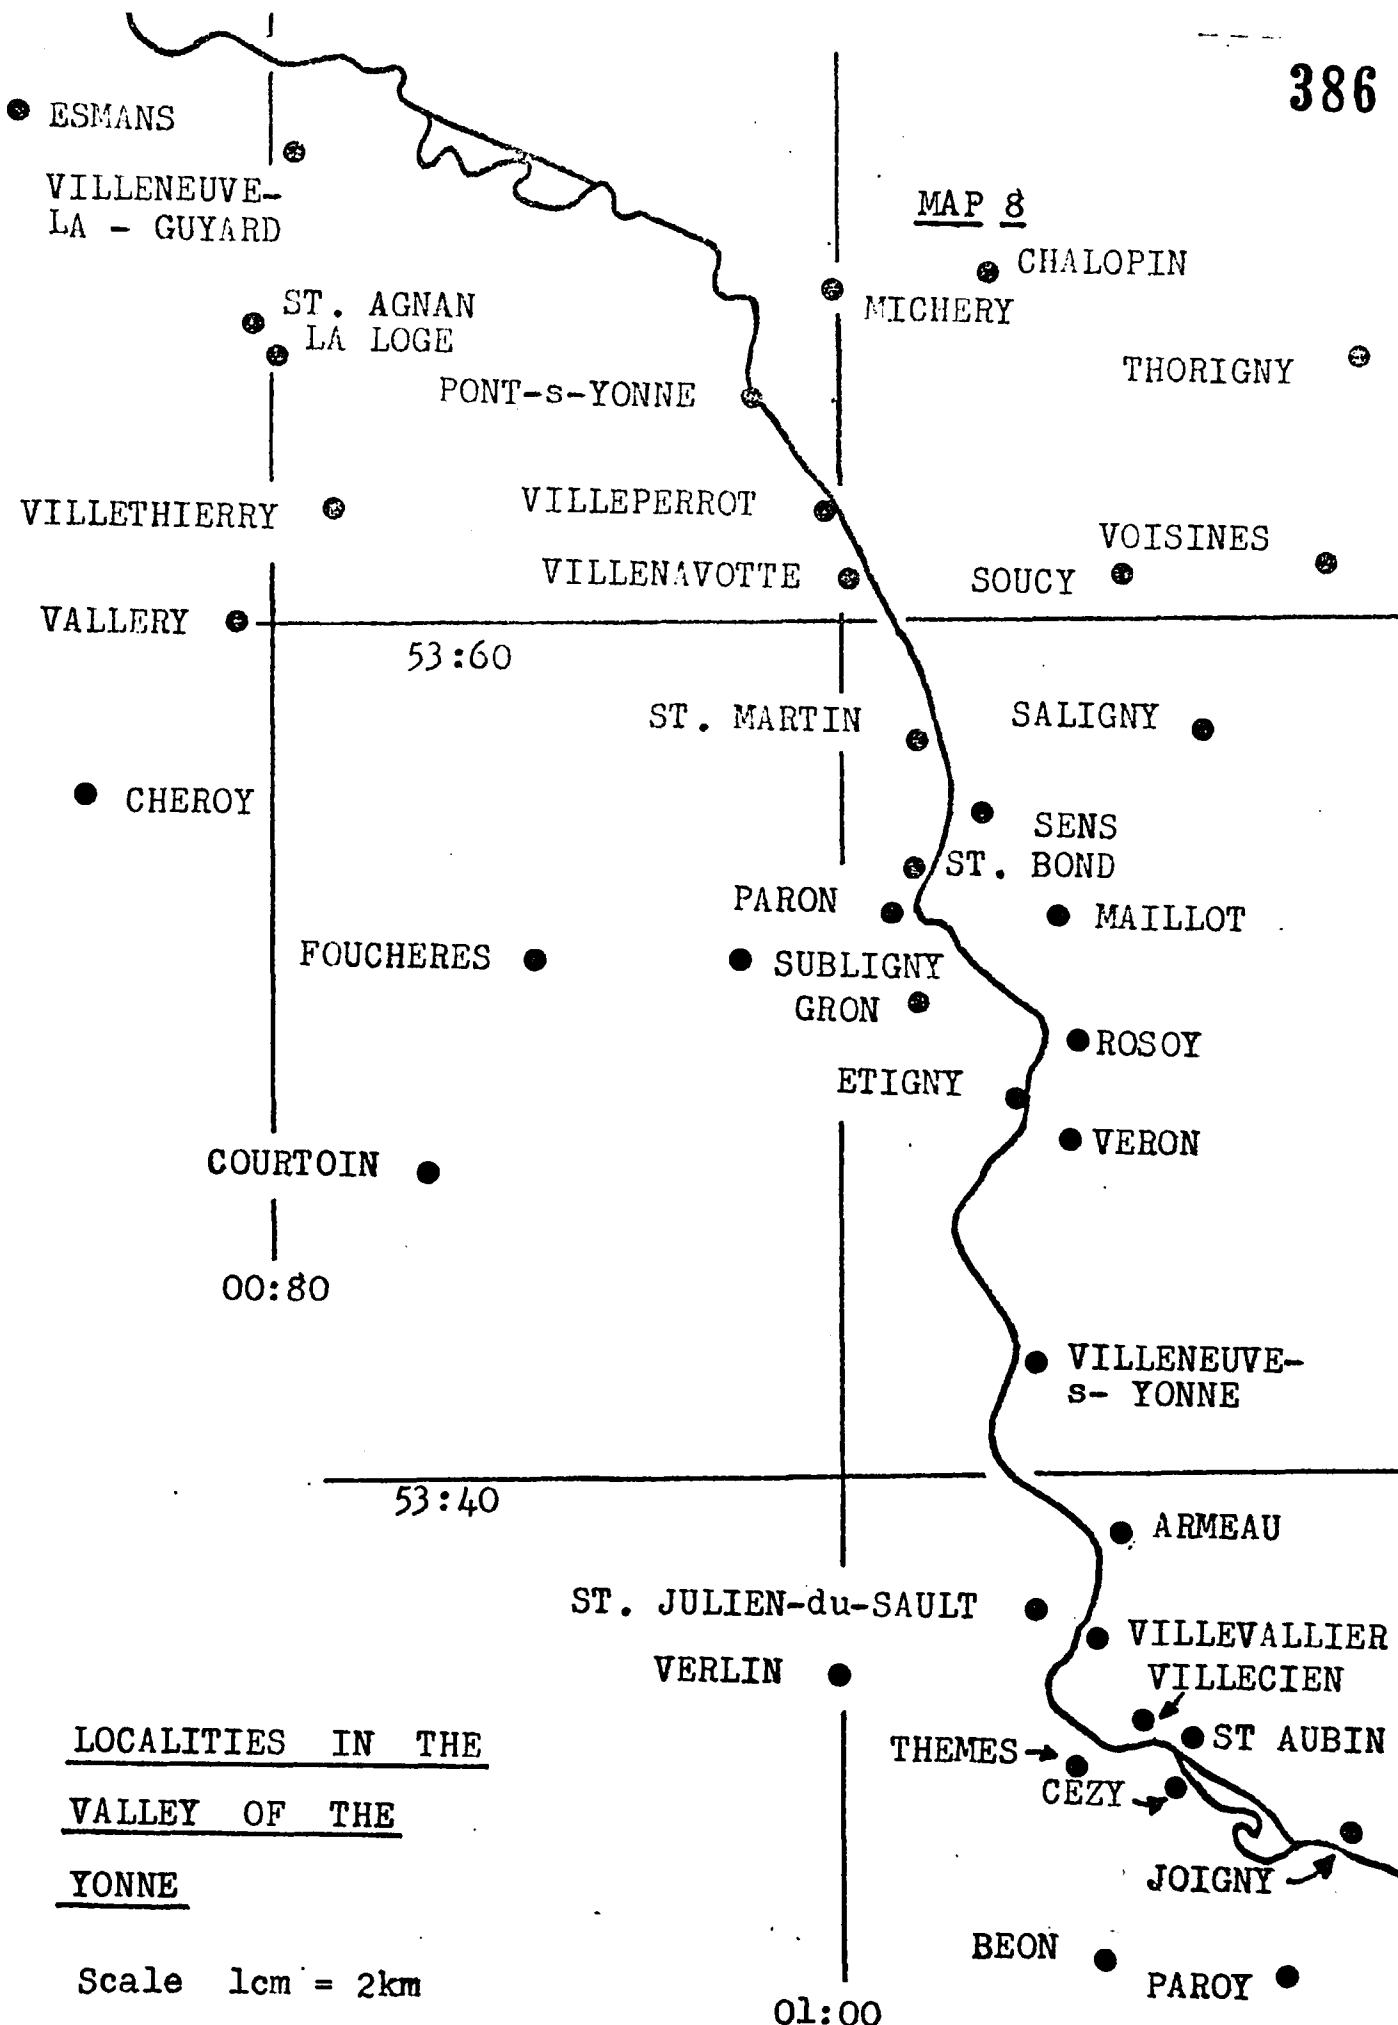 386
ESMANS
VILLENEUVE-
LA - GUYARD
MAP 8
CHALOPIN
MICHERY
ST. AGNAN
LA LOGE
THORIGNY
PONT-s-YONNE
VILLETHIERRY
VILLEPERROT
VOISINES
VILLENAVOTTE
SOUCY
VALLERY
53:60
ST. MARTIN
SALIGNY
CHEROY
SENS
ST. BOND
PARON
MAILLOT
FOUCHERES
SUBLIGNY
GRON
ROSOY
ETIGNY
VERON
COURTOIN
00:80
VILLENEUVE-
s- YONNE
53:40
ARMEAU
ST. JULIEN-du-SAULT
VILLEVALLIER
VERLIN
VILLECIEN
ST AUBIN
THEMES
CEZY
JOIGNY
BEON
PAROY
01:00
LOCALITIES IN THE
VALLEY OF THE
YONNE
Scale 1cm = 2km